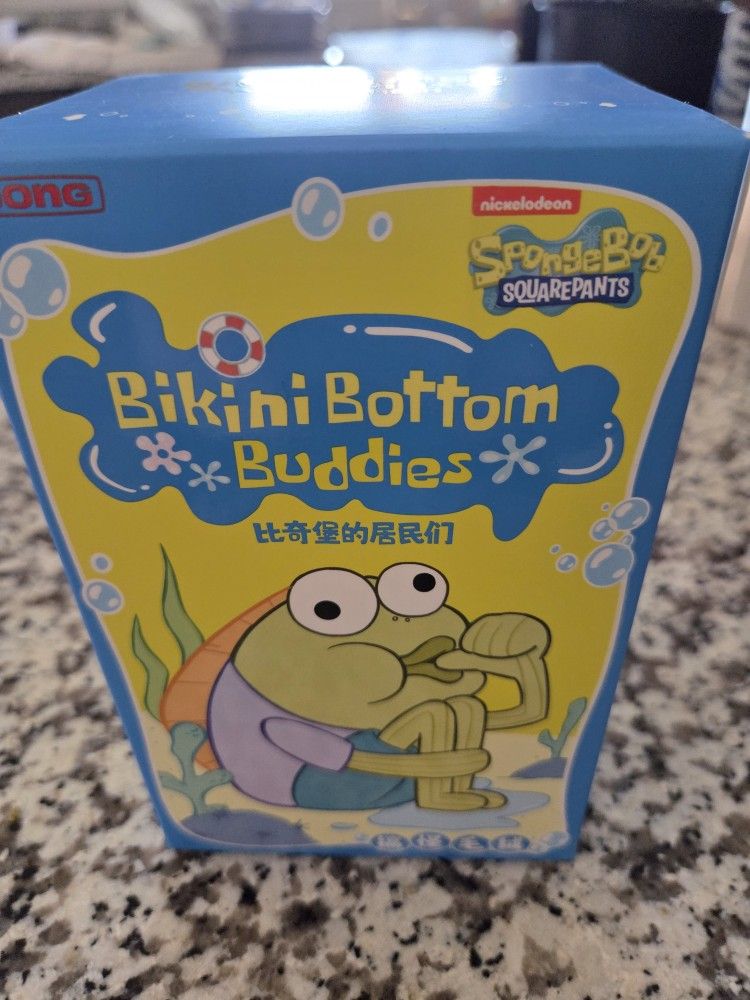 ONG
nickelodeon
SPONGEBOB
SQUAREPANTS
Bikini Bottom
Buddies
比奇堡的居民们